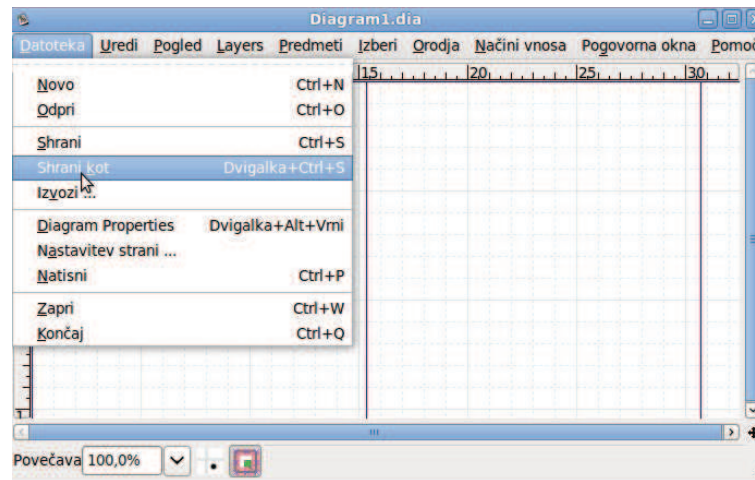 Diagram1.dia
Datoteka Uredi Pogled Layers Predmeti Izberi Orodja Načini vnosa Pogovorna okna Pomoč
15 20 25 30
Novo Ctrl+N
Odpri Ctrl+O
Shrani Ctrl+S
Shrani kot Dvigalka+Ctrl+S
Izvozi ...
Diagram Properties Dvigalka+Alt+Vrni
Nastavitev strani ...
Natisni Ctrl+P
Zapri Ctrl+W
Končaj Ctrl+Q
Povečava 100,0%